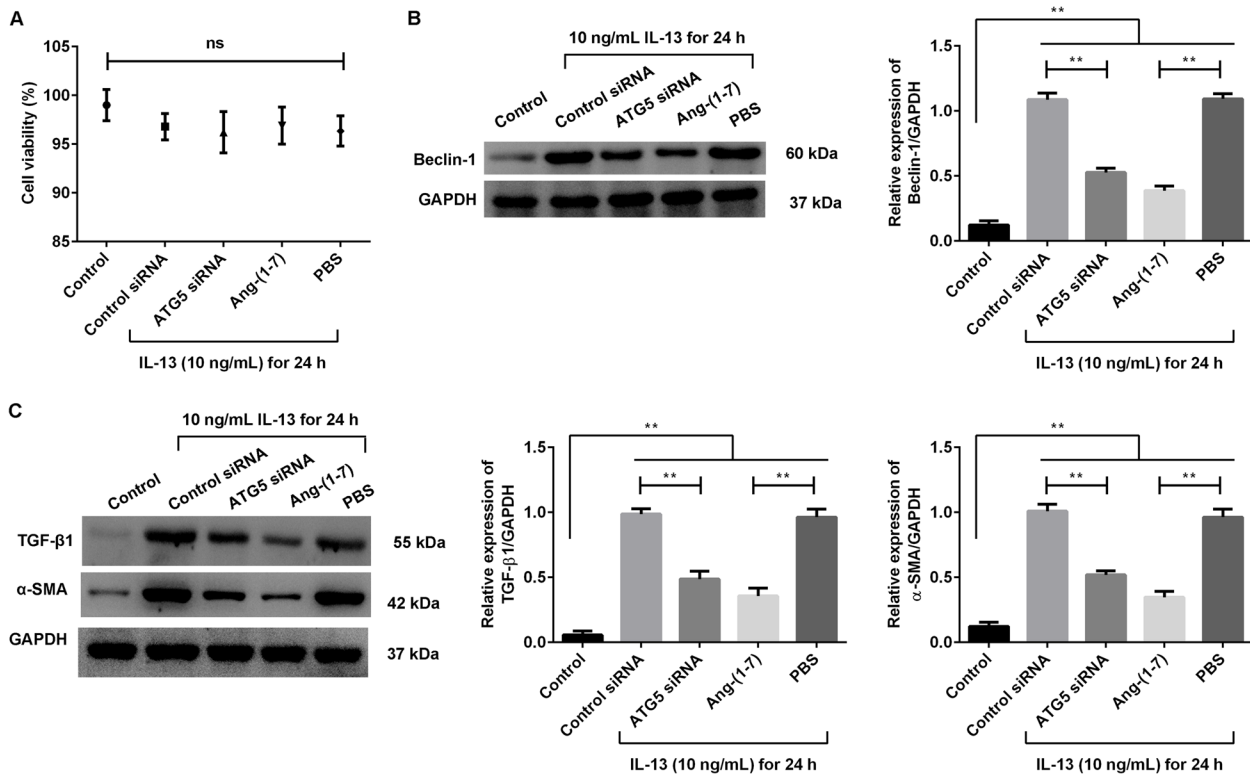 A
105
100
95
90
85
Cell viability (%)
ns
Control
Control siRNA
ATG5 siRNA
Ang-(1-7)
PBS
IL-13 (10 ng/mL) for 24 h
B
10 ng/mL IL-13 for 24 h
Control
Control siRNA
ATG5 siRNA
Ang-(1-7)
PBS
Beclin-1
60 kDa
GAPDH
37 kDa
Relative expression of
Beclin-1/GAPDH
1.5
1.0
0.5
0.0
**
**
**
Control
Control siRNA
ATG5 siRNA
Ang-(1-7)
PBS
IL-13 (10 ng/mL) for 24 h
C
10 ng/mL IL-13 for 24 h
Control
Control siRNA
ATG5 siRNA
Ang-(1-7)
PBS
TGF-β1
55 kDa
α-SMA
42 kDa
GAPDH
37 kDa
Relative expression of
TGF-β1/GAPDH
1.5
1.0
0.5
0.0
**
**
**
Control
Control siRNA
ATG5 siRNA
Ang-(1-7)
PBS
IL-13 (10 ng/mL) for 24 h
Relative expression of
α-SMA/GAPDH
1.5
1.0
0.5
0.0
**
**
**
Control
Control siRNA
ATG5 siRNA
Ang-(1-7)
PBS
IL-13 (10 ng/mL) for 24 h